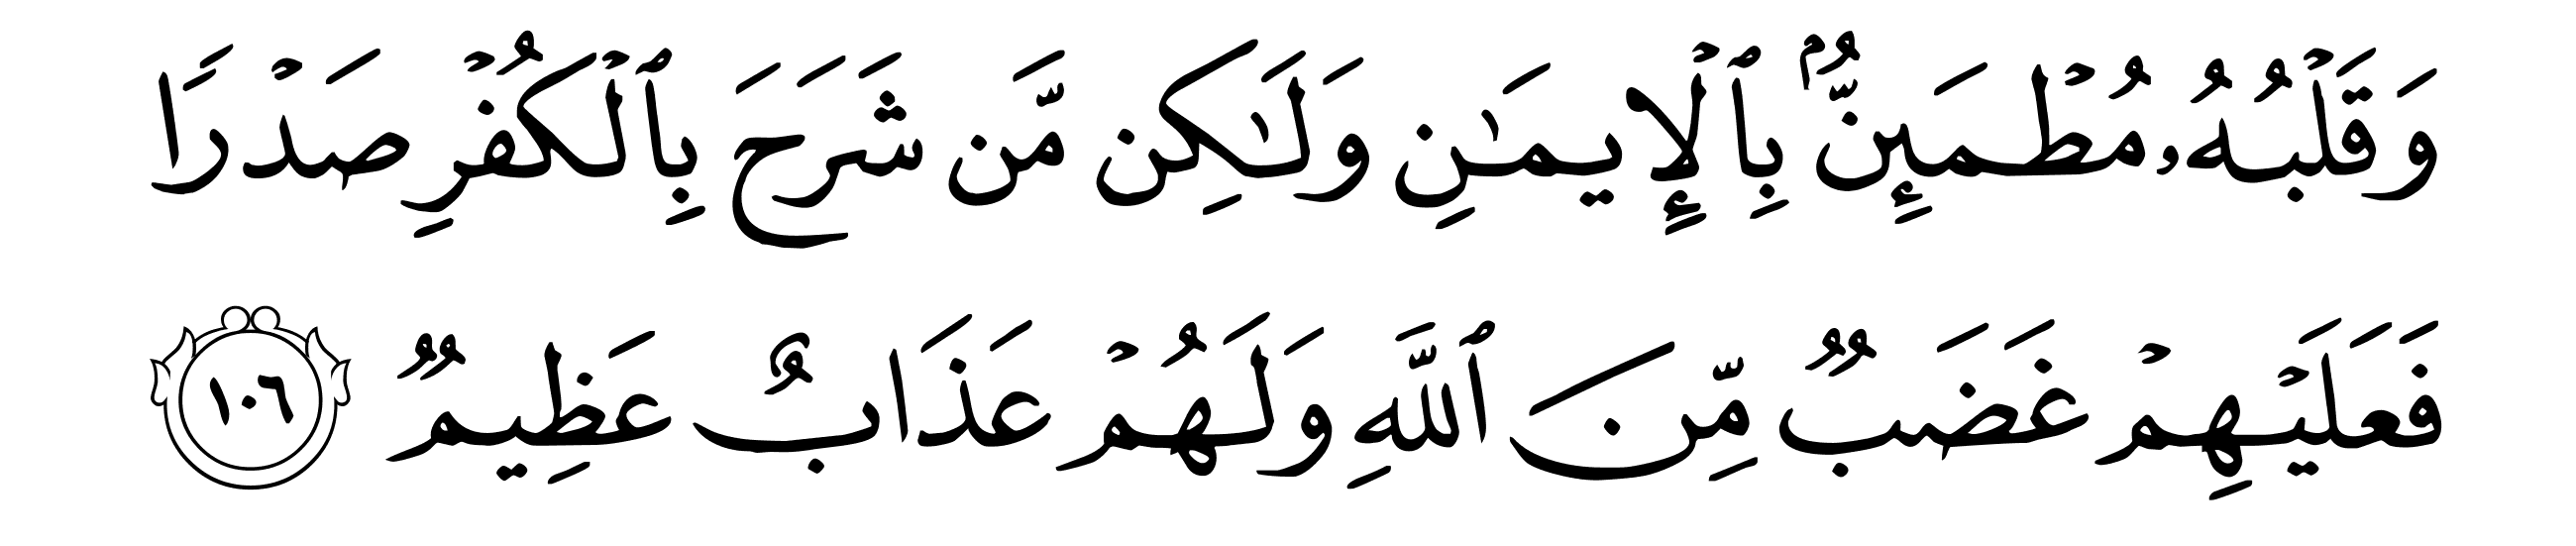 وَقَلْبُهُۥ مُطْمَئِنٌّۢ بِٱلْإِيمَـٰنِ وَلَـٰكِن مَّن شَرَحَ بِٱلْكُفْرِ صَدْرًا
فَعَلَيْهِمْ غَضَبٌ مِّنَ ٱللَّهِ وَلَهُمْ عَذَابٌ عَظِيمٌ ١٠٦